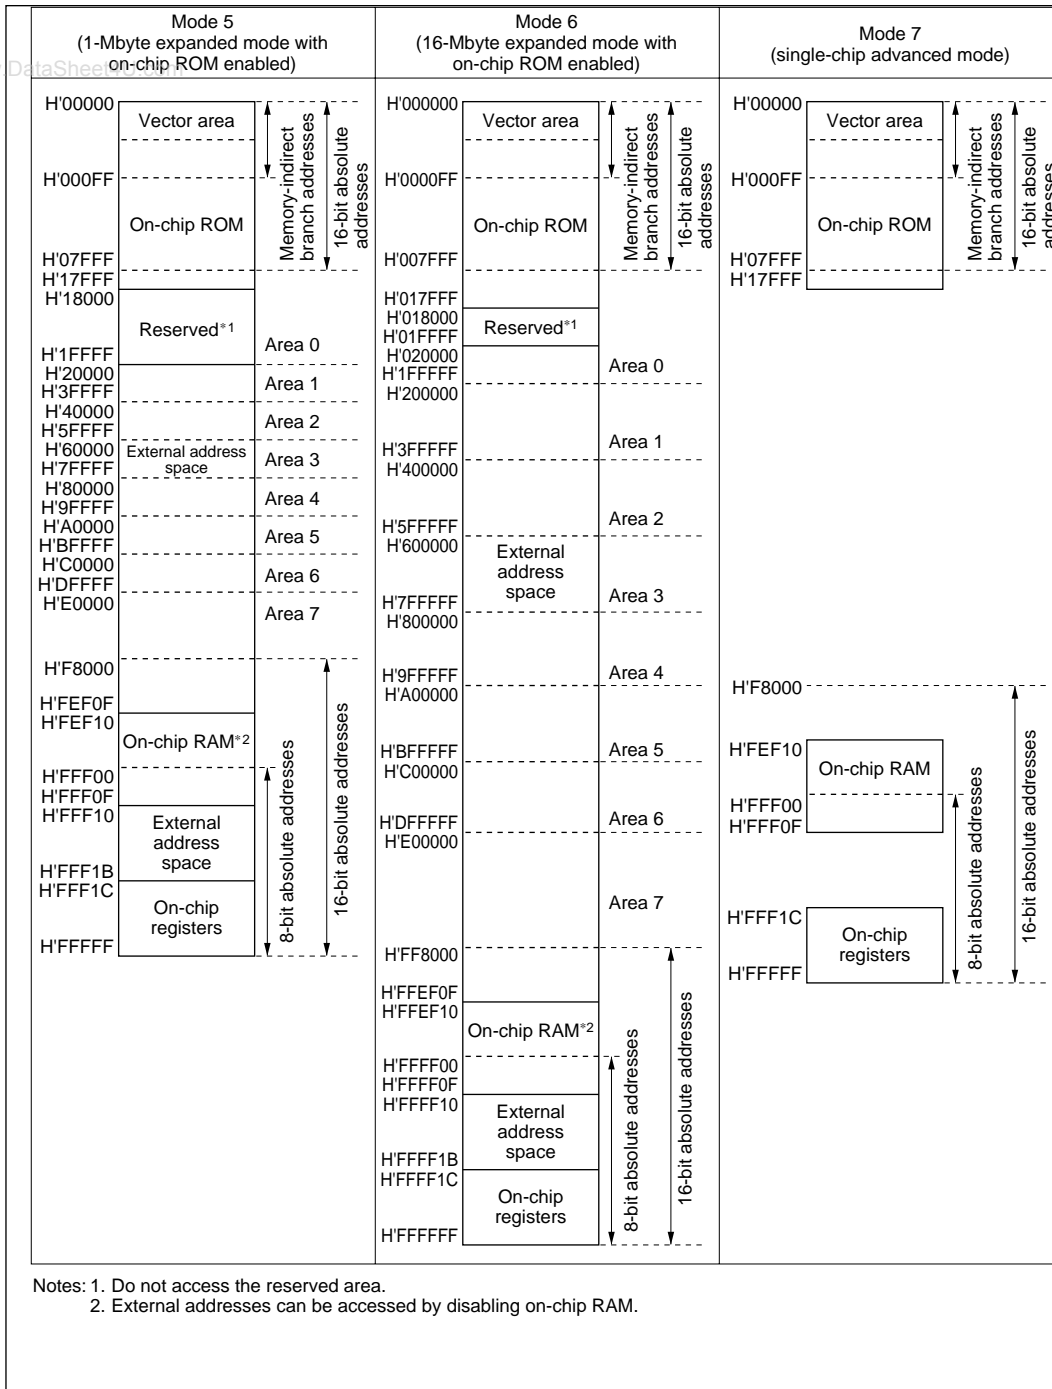 Mode 5
(1-Mbyte expanded mode with
on-chip ROM enabled)
H'00000
Vector area
H'000FF
On-chip ROM
H'07FFF
H'17FFF
H'18000
Reserved*1
H'1FFFF
H'20000
H'3FFFF
H'40000
H'5FFFF
H'60000
H'7FFFF
External address
space
H'80000
H'9FFFF
H'A0000
H'BFFFF
H'C0000
H'DFFFF
H'E0000
Area 0
Area 1
Area 2
Area 3
Area 4
Area 5
Area 6
Area 7
H'F8000
H'FEF0F
H'FEF10
On-chip RAM*2
H'FFF00
H'FFF0F
H'FFF10
External
address
space
H'FFF1B
H'FFF1C
On-chip
registers
H'FFFFF
Memory-indirect
branch addresses
16-bit absolute
addresses
8-bit absolute addresses
16-bit absolute addresses
Mode 6
(16-Mbyte expanded mode with
on-chip ROM enabled)
H'000000
Vector area
H'0000FF
On-chip ROM
H'007FFF
H'017FFF
H'018000
Reserved*1
H'01FFFF
H'020000
H'1FFFFF
H'200000
H'3FFFFF
H'400000
H'5FFFFF
H'600000
External
address
space
H'7FFFFF
H'800000
H'9FFFFF
H'A00000
H'BFFFFF
H'C00000
H'DFFFFF
H'E00000
Area 0
Area 1
Area 2
Area 3
Area 4
Area 5
Area 6
Area 7
H'FF8000
H'FFEF0F
H'FFEF10
On-chip RAM*2
H'FFFF00
H'FFFF0F
H'FFFF10
External
address
space
H'FFFF1B
H'FFFF1C
On-chip
registers
H'FFFFFF
Memory-indirect
branch addresses
16-bit absolute
addresses
8-bit absolute addresses
16-bit absolute addresses
Mode 7
(single-chip advanced mode)
H'00000
Vector area
H'000FF
On-chip ROM
H'07FFF
H'17FFF
H'F8000
H'FEF10
On-chip RAM
H'FFF00
H'FFF0F
H'FFF1C
On-chip
registers
H'FFFFF
Memory-indirect
branch addresses
16-bit absolute
addresses
8-bit absolute addresses
16-bit absolute addresses
Notes: 1. Do not access the reserved area.
2. External addresses can be accessed by disabling on-chip RAM.